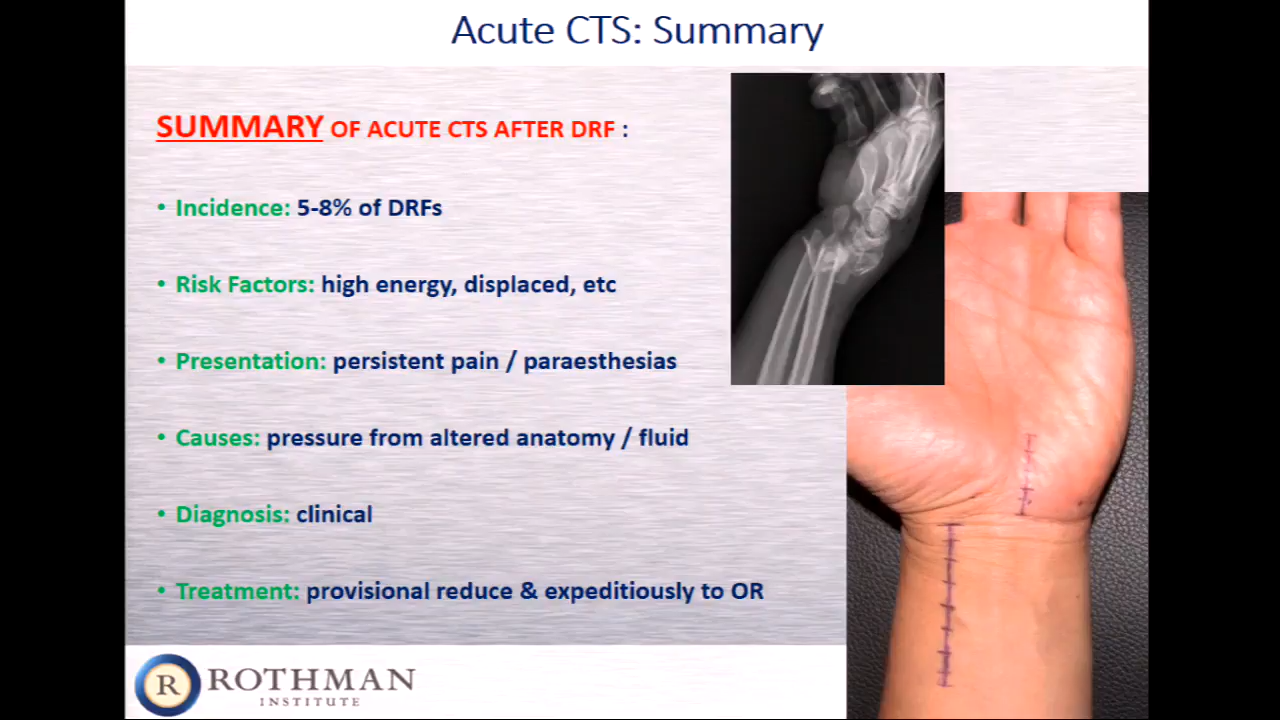 Acute CTS: Summary
SUMMARY OF ACUTE CTS AFTER DRF :
• Incidence: 5-8% of DRFs
• Risk Factors: high energy, displaced, etc
• Presentation: persistent pain / paraesthesias
• Causes: pressure from altered anatomy / fluid
• Diagnosis: clinical
• Treatment: provisional reduce & expeditiously to OR
R ROTHMAN
INSTITUTE